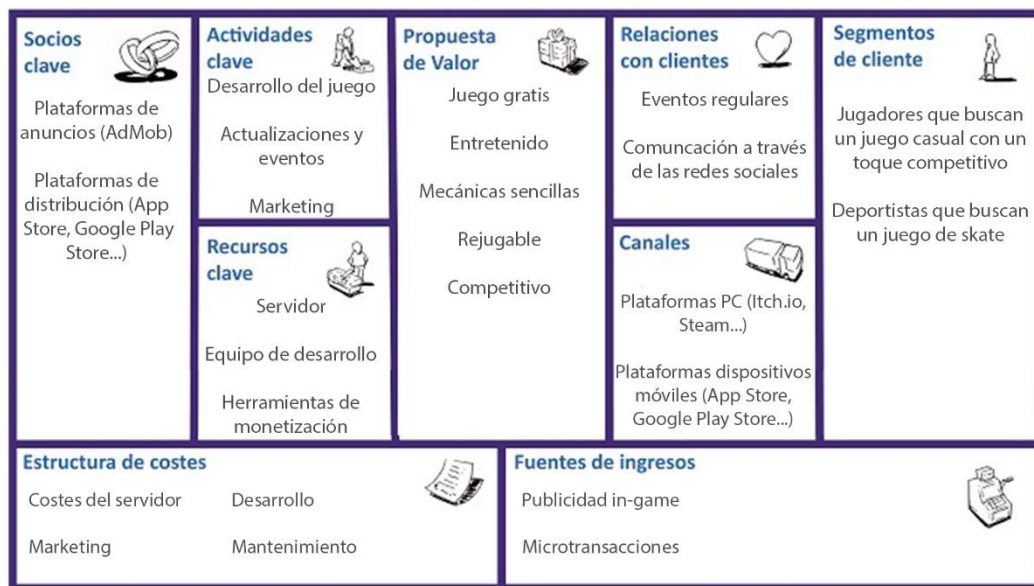 Socios
clave
Plataformas de
anuncios (AdMob)
Plataformas de
distribución (App
Store, Google Play
Store...)
Actividades
clave
Desarrollo del juego
Actualizaciones y
eventos
Marketing
Recursos
clave
Servidor
Equipo de desarrollo
Herramientas de
monetización
Propuesta
de Valor
Juego gratis
Entretenido
Mecánicas sencillas
Rejugable
Competitivo
Relaciones
con clientes
Eventos regulares
Comuncación a través
de las redes sociales
Canales
Plataformas PC (Itch.io,
Steam...)
Plataformas dispositivos
móviles (App Store,
Google Play Store...)
Segmentos
de cliente
Jugadores que buscan
un juego casual con un
toque competitivo
Deportistas que buscan
un juego de skate
Estructura de costes
Costes del servidor
Desarrollo
Marketing
Mantenimiento
Fuentes de ingresos
Publicidad in-game
Microtransacciones